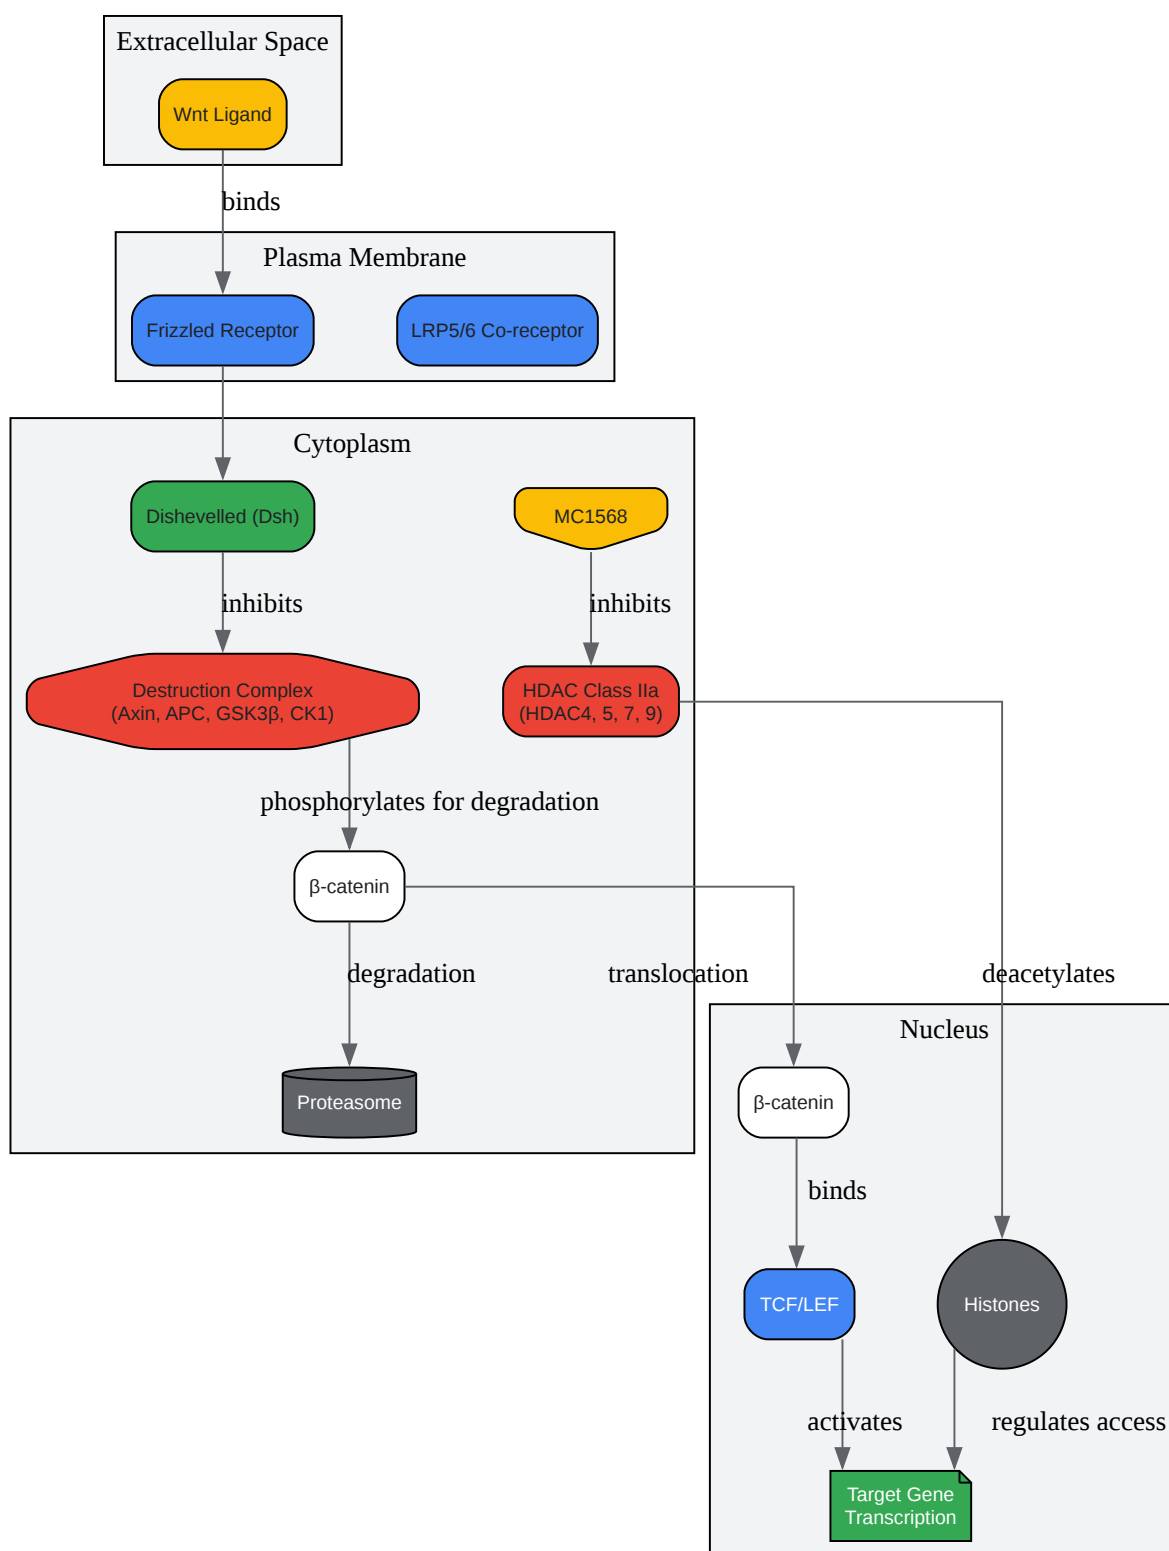 Extracellular Space
Wnt Ligand
binds
Plasma Membrane
Frizzled Receptor
LRP5/6 Co-receptor
Cytoplasm
Dishevelled (Dsh)
MC1568
inhibits
inhibits
Destruction Complex
(Axin, APC, GSK3β, CK1)
HDAC Class IIa
(HDAC4, 5, 7, 9)
phosphorylates for degradation
β-catenin
degradation
translocation
deacetylates
Nucleus
Proteasome
β-catenin
binds
TCF/LEF
Histones
activates
regulates access
Target Gene
Transcription